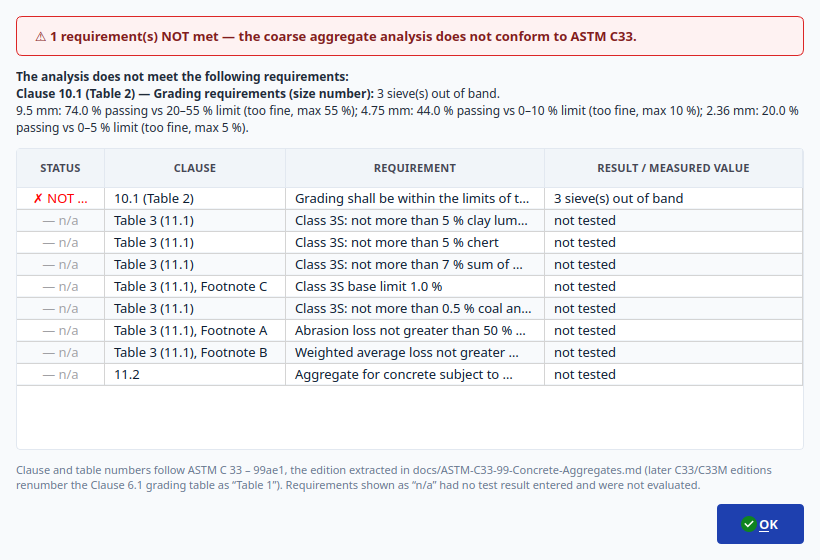 ⚠ 1 requirement(s) NOT met — the coarse aggregate analysis does not conform to ASTM C33.
The analysis does not meet the following requirements:
Clause 10.1 (Table 2) — Grading requirements (size number): 3 sieve(s) out of band.
9.5 mm: 74.0 % passing vs 20–55 % limit (too fine, max 55 %); 4.75 mm: 44.0 % passing vs 0–10 % limit (too fine, max 10 %); 2.36 mm: 20.0 %
passing vs 0–5 % limit (too fine, max 5 %).
STATUS CLAUSE REQUIREMENT RESULT / MEASURED VALUE
✗ NOT ... 10.1 (Table 2) Grading shall be within the limits of t... 3 sieve(s) out of band
— n/a Table 3 (11.1) Class 3S: not more than 5 % clay lum... not tested
— n/a Table 3 (11.1) Class 3S: not more than 5 % chert not tested
— n/a Table 3 (11.1) Class 3S: not more than 7 % sum of ... not tested
— n/a Table 3 (11.1), Footnote C Class 3S base limit 1.0 % not tested
— n/a Table 3 (11.1) Class 3S: not more than 0.5 % coal an... not tested
— n/a Table 3 (11.1), Footnote A Abrasion loss not greater than 50 % ... not tested
— n/a Table 3 (11.1), Footnote B Weighted average loss not greater ... not tested
— n/a 11.2 Aggregate for concrete subject to ... not tested
Clause and table numbers follow ASTM C 33 – 99ae1, the edition extracted in docs/ASTM-C33-99-Concrete-Aggregates.md (later C33/C33M editions
renumber the Clause 6.1 grading table as “Table 1”). Requirements shown as “n/a” had no test result entered and were not evaluated.
OK